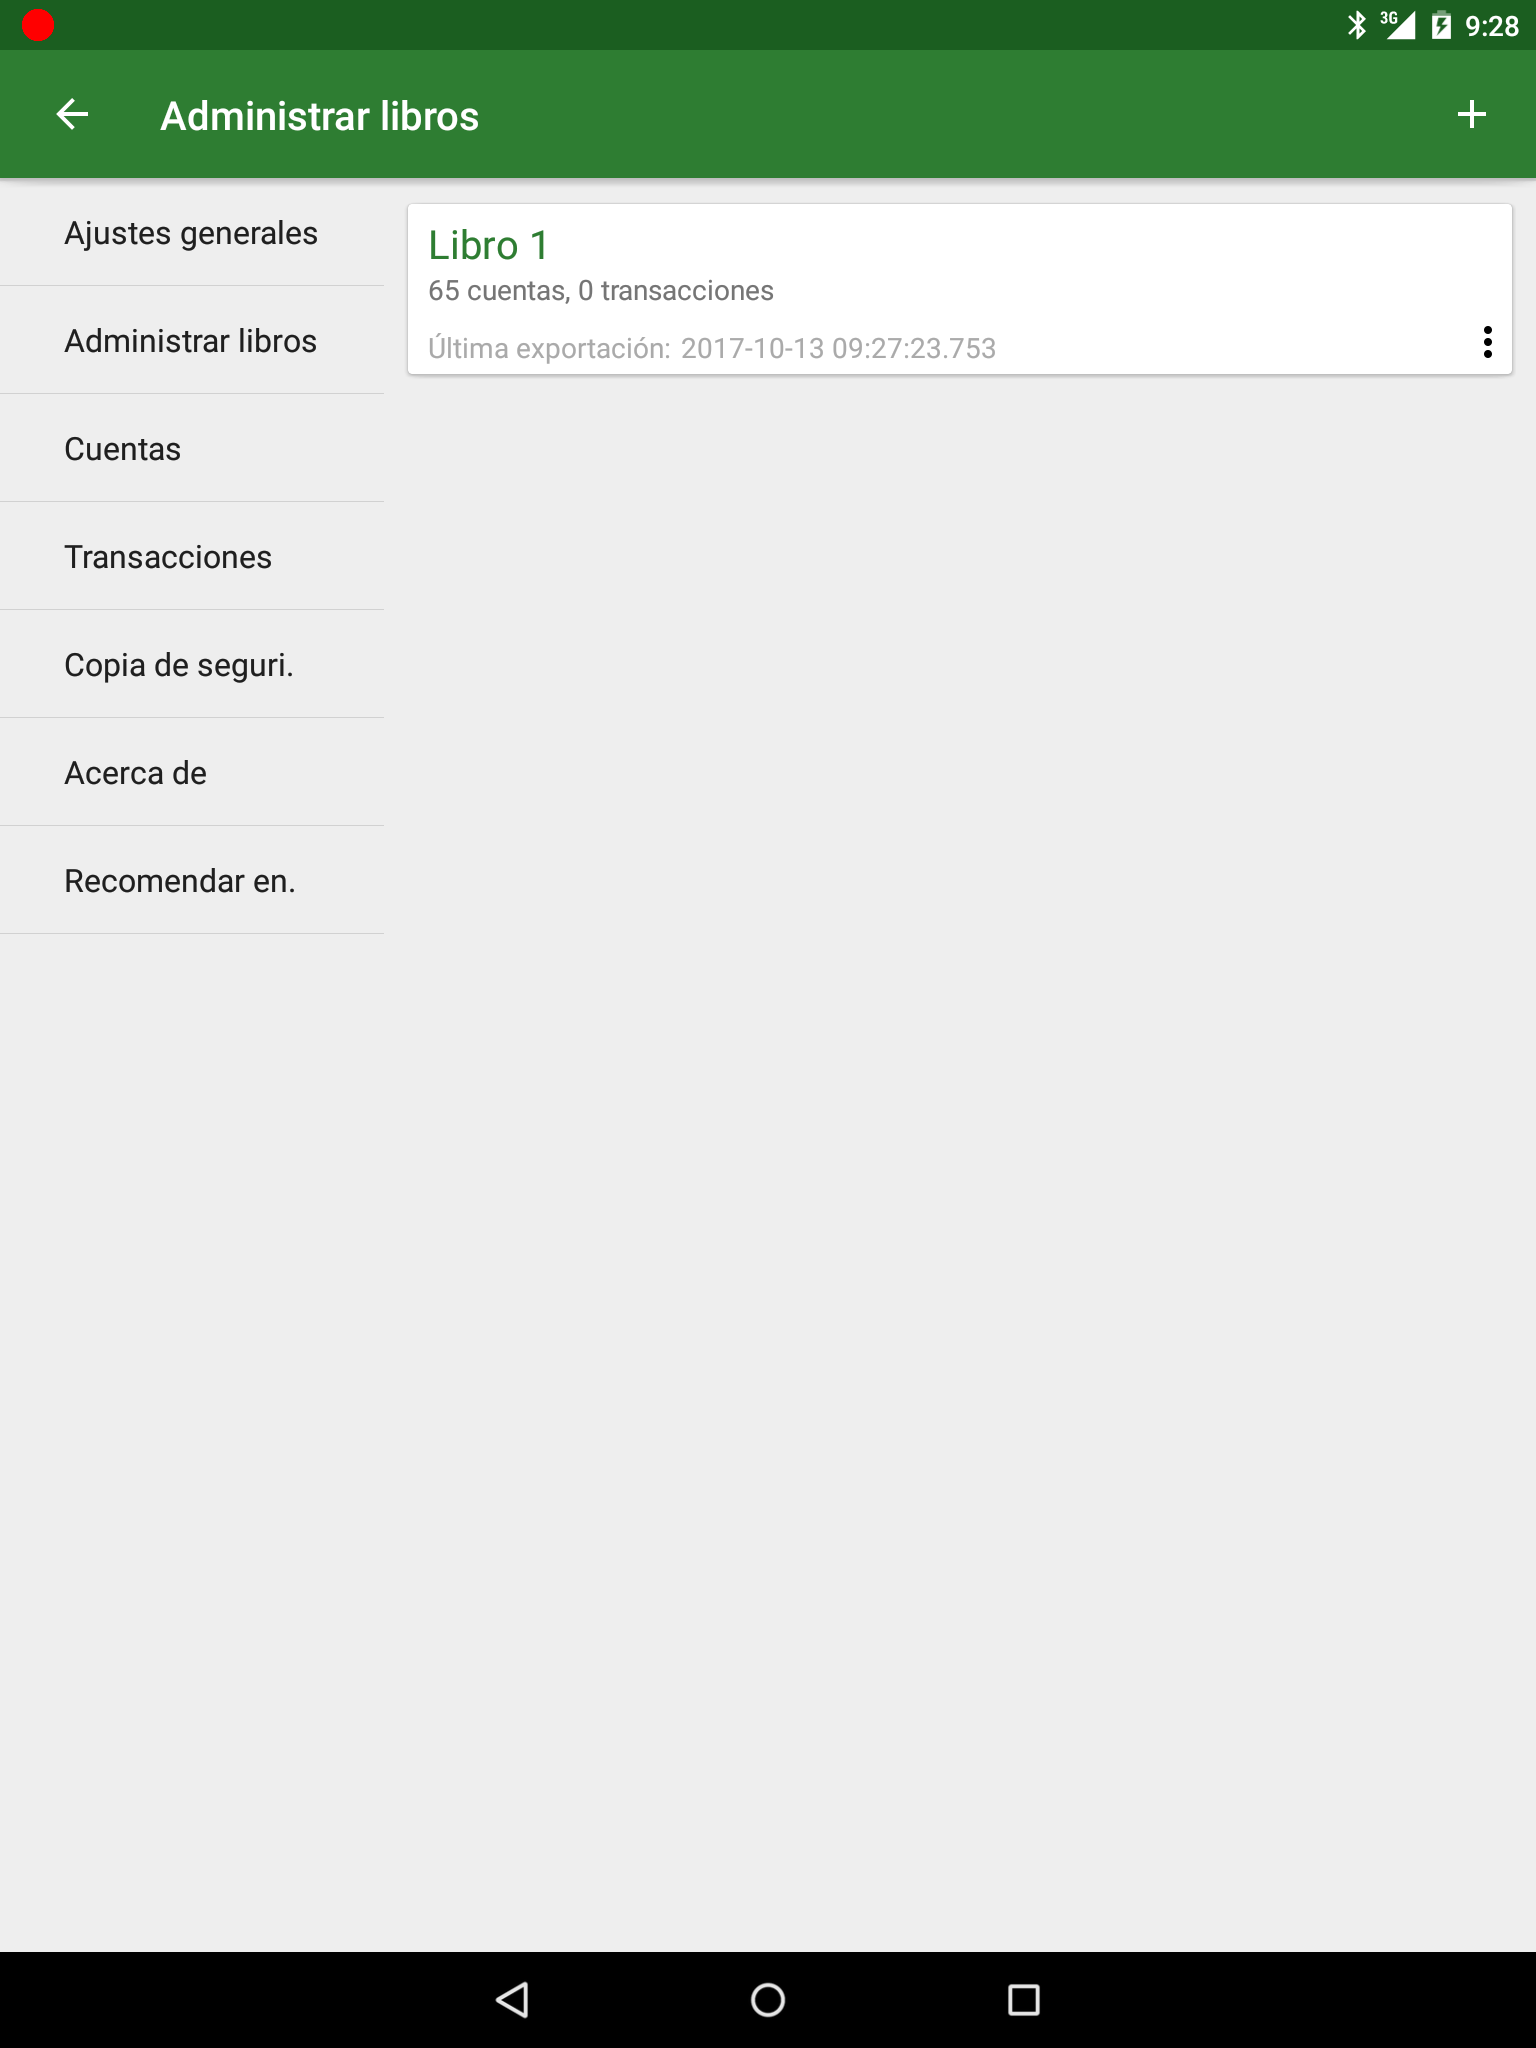 3G 9:28
Administrar libros
Ajustes generales
Administrar libros
Cuentas
Transacciones
Copia de seguri.
Acerca de
Recomendar en.
Libro 1
65 cuentas, 0 transacciones
Última exportación: 2017-10-13 09:27:23.753